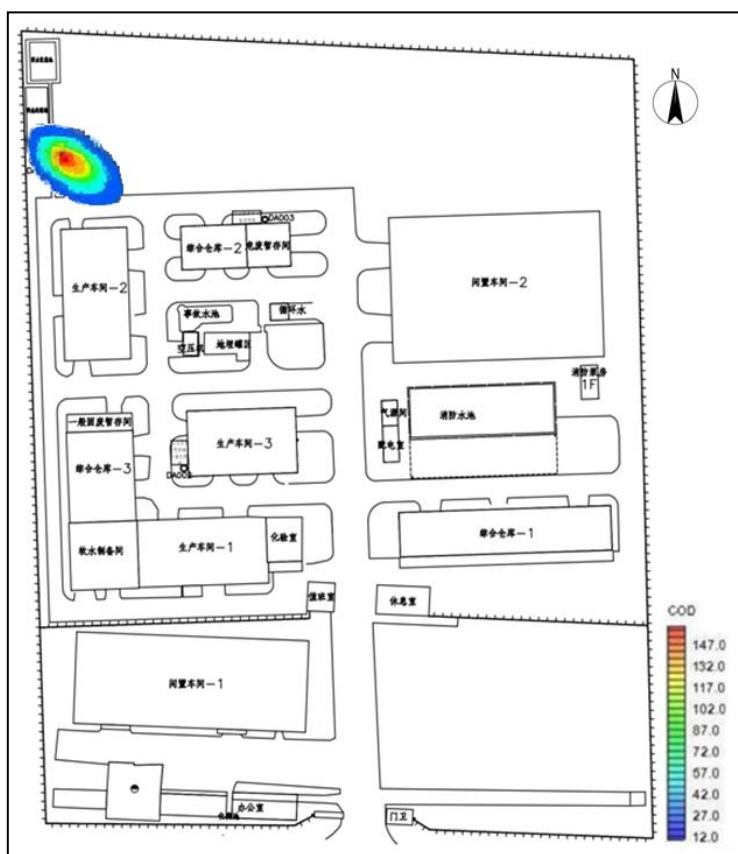 N
DA003
综合仓库-2
危废暂存间
生产车间-2
闲置车间-2
事故水池
循环水
空压机
地埋罐区
消防泵房
1F
气源间
消防水池
配电室
一般固废暂存间
生产车间-3
综合仓库-3
综合仓库-1
软水制备间
生产车间-1
化验室
值班室
休息室
COD
147.0
132.0
117.0
102.0
87.0
72.0
57.0
42.0
27.0
12.0
闲置车间-1
办公室
门卫